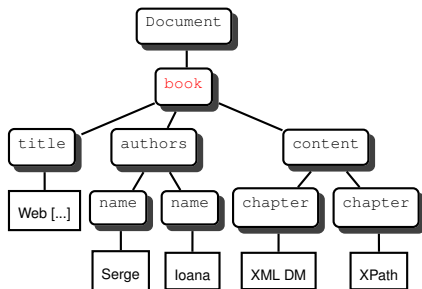 Document
book
title authors content
Web [...] name name chapter chapter
Serge Ioana XML DM XPath